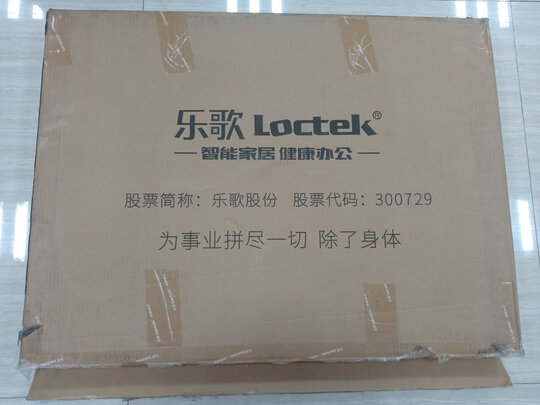 乐歌 Loctek®
智能家居 健康办公
股票简称：乐歌股份 股票代码：300729
为事业拼尽一切 除了身体